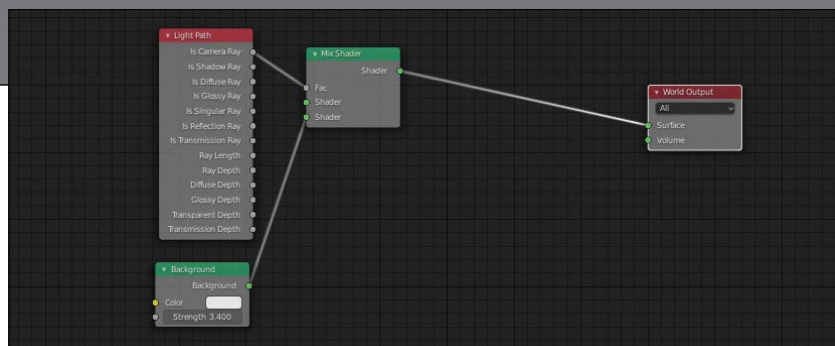 Light Path
Is Camera Ray
Is Shadow Ray
Is Diffuse Ray
Is Glossy Ray
Is Singular Ray
Is Reflection Ray
Is Transmission Ray
Ray Length
Ray Depth
Diffuse Depth
Glossy Depth
Transparent Depth
Transmission Depth
Background
Background
Color
Strength 3.400
Mix Shader
Shader
Fac
Shader
Shader
World Output
All
Surface
Volume